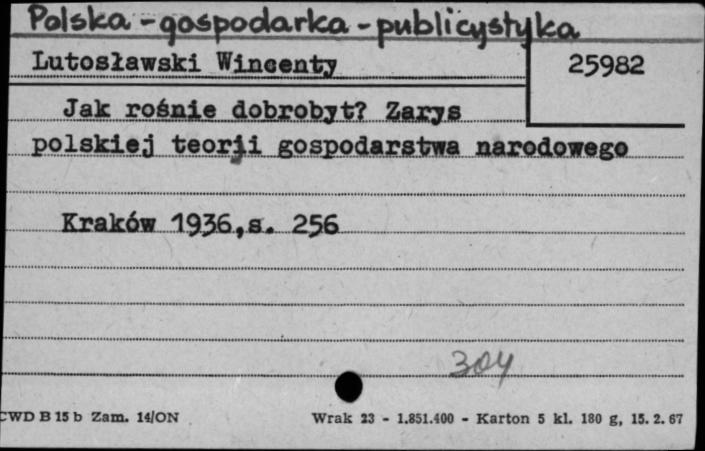 Polska - gospodarka - publicystyka
Lutosławski Wincenty
25982
Jak rośnie dobrobyt? Zarys
polskiej teorji gospodarstwa narodowego
Kraków 1936,s. 256
304
CWD B 15 b Zam. 14/ON
Wrak 23 - 1.851.400 - Karton 5 kl. 180 g, 15. 2. 67